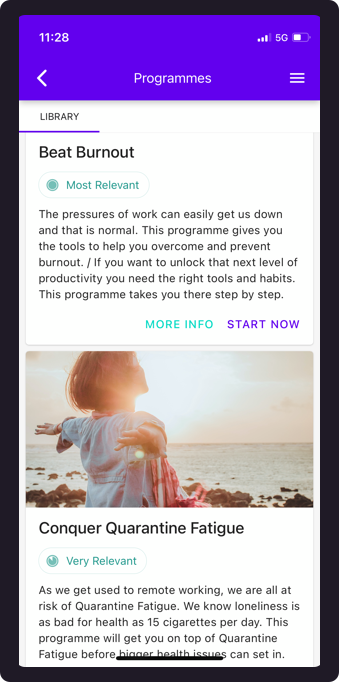 11:28
5G
Programmes
LIBRARY
Beat Burnout
Most Relevant
The pressures of work can easily get us down
and that is normal. This programme gives you
the tools to help you overcome and prevent
burnout. / If you want to unlock that next level of
productivity you need the right tools and habits.
This programme takes you there step by step.
MORE INFO START NOW
Conquer Quarantine Fatigue
Very Relevant
As we get used to remote working, we are all at
risk of Quarantine Fatigue. We know loneliness is
as bad for health as 15 cigarettes per day. This
programme will get you on top of Quarantine
Fatigue before bigger health issues can set in.